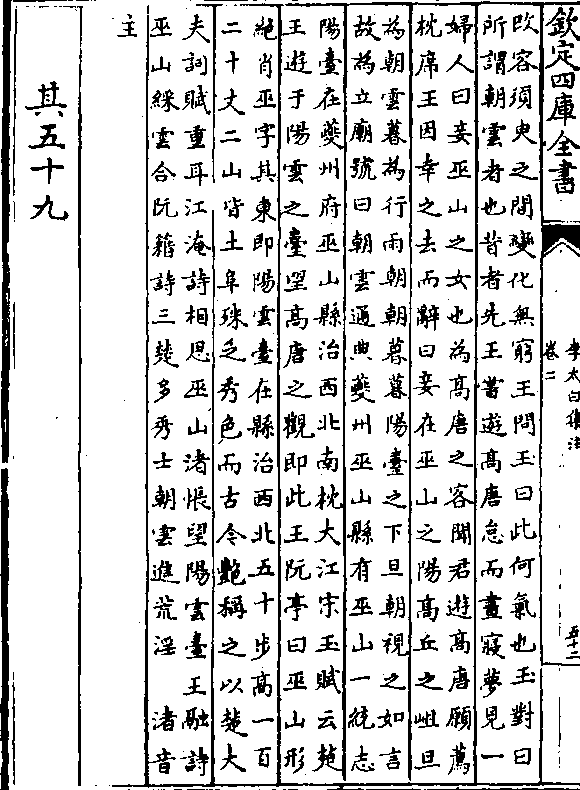 欽定四庫全書
李太白集注
卷二
五十二
改容須臾之間變化無窮王問玉曰此何氣也玉對曰
所謂朝雲者也昔者先王嘗遊高唐怠而晝寢夢見一
婦人曰妾巫山之女也為高唐之客聞君遊高唐願薦
枕席王因幸之去而辭曰妾在巫山之陽高丘之岨旦
為朝雲暮為行雨朝朝暮暮陽臺之下旦朝視之如言
故為立廟號曰朝雲通典夔州巫山縣有巫山一統志
陽臺在夔州府巫山縣治西北南枕大江宋玉賦云楚
王遊于陽雲之臺望高唐之觀即此王阮亭曰巫山形
絕肖巫字其東即陽雲臺在縣治西北五十步高一百
二十丈二山皆土阜殊乏秀色而古今艷稱之以楚大
夫詞賦重耳江淹詩相思巫山渚悵望陽雲臺王融詩
巫山綵雲合阮籍詩三楚多秀士朝雲進荒淫 渚音
主
其五十九